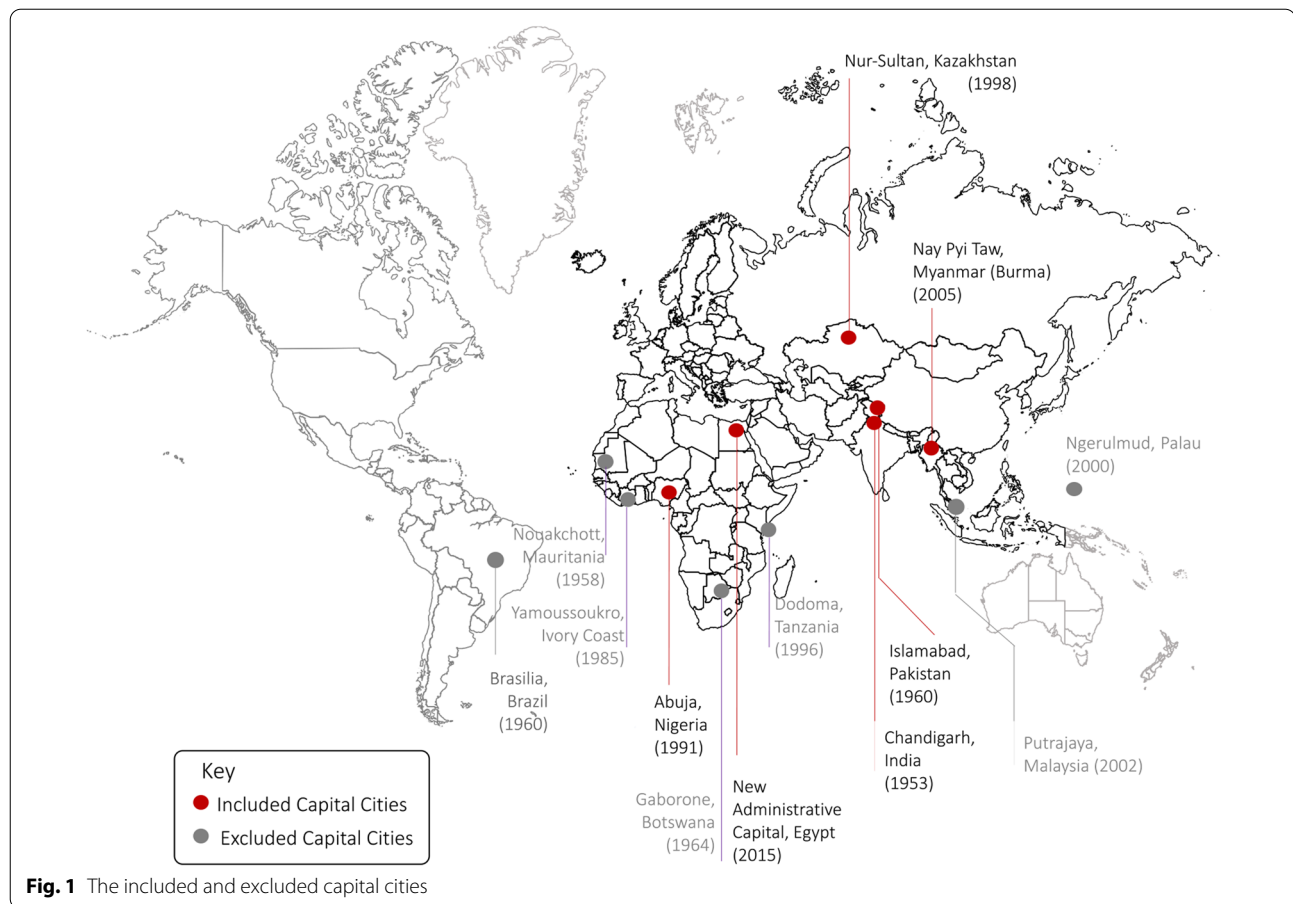 Nur-Sultan, Kazakhstan
(1998)
Nay Pyi Taw,
Myanmar (Burma)
(2005)
Ngerulmud, Palau
(2000)
Nouakchott,
Mauritania
(1958)
Yamoussoukro,
Ivory Coast
(1985)
Dodoma,
Tanzania
(1996)
Brasilia,
Brazil
(1960)
Abuja,
Nigeria
(1991)
Islamabad,
Pakistan
(1960)
Chandigarh,
India
(1953)
Putrajaya,
Malaysia (2002)
Gaborone,
Botswana
(1964)
New
Administrative
Capital, Egypt
(2015)
Key
Included Capital Cities
Excluded Capital Cities
Fig. 1 The included and excluded capital cities